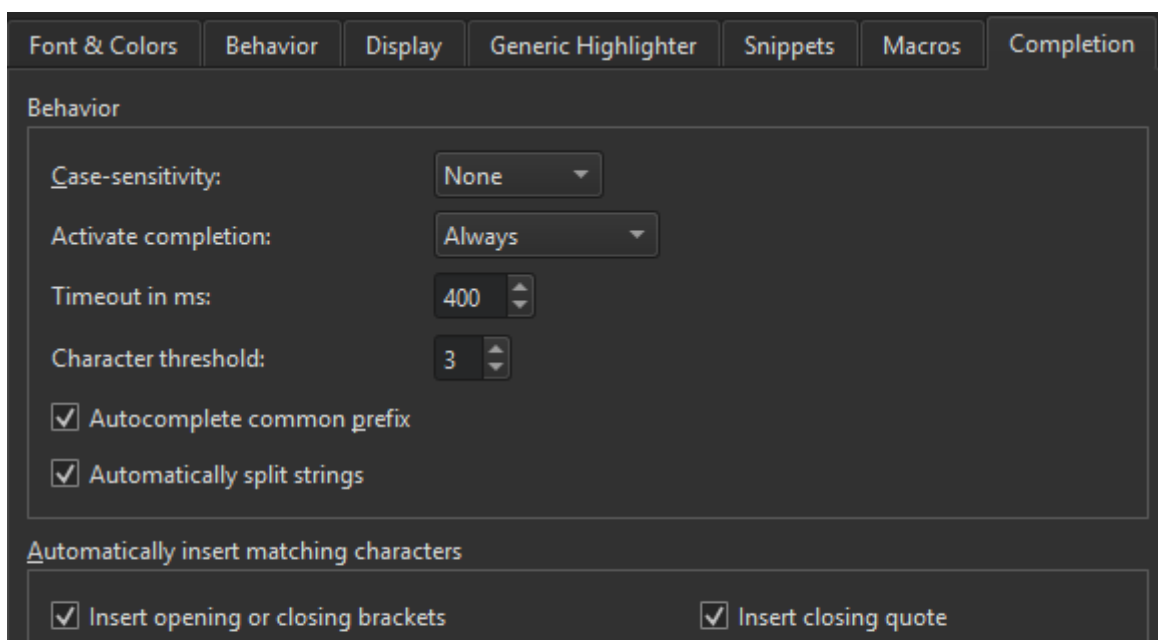 Font & Colors Behavior Display Generic Highlighter Snippets Macros Completion
Behavior
Case-sensitivity: None
Activate completion: Always
Timeout in ms: 400
Character threshold: 3
Autocomplete common prefix
Automatically split strings
Automatically insert matching characters
Insert opening or closing brackets Insert closing quote